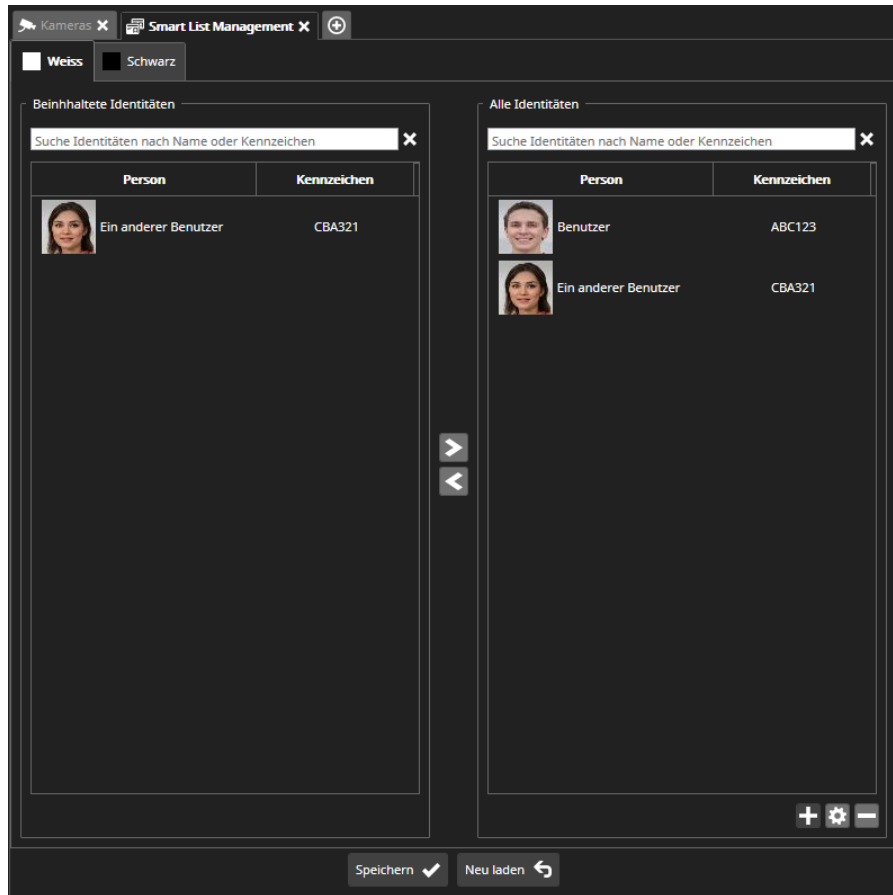 Kameras
Smart List Management
Weiss
Schwarz
Beinhhaltete Identitäten
Suche Identitäten nach Name oder Kennzeichen
Person Kennzeichen
Ein anderer Benutzer CBA321
Alle Identitäten
Suche Identitäten nach Name oder Kennzeichen
Person Kennzeichen
Benutzer ABC123
Ein anderer Benutzer CBA321
Speichern
Neu laden